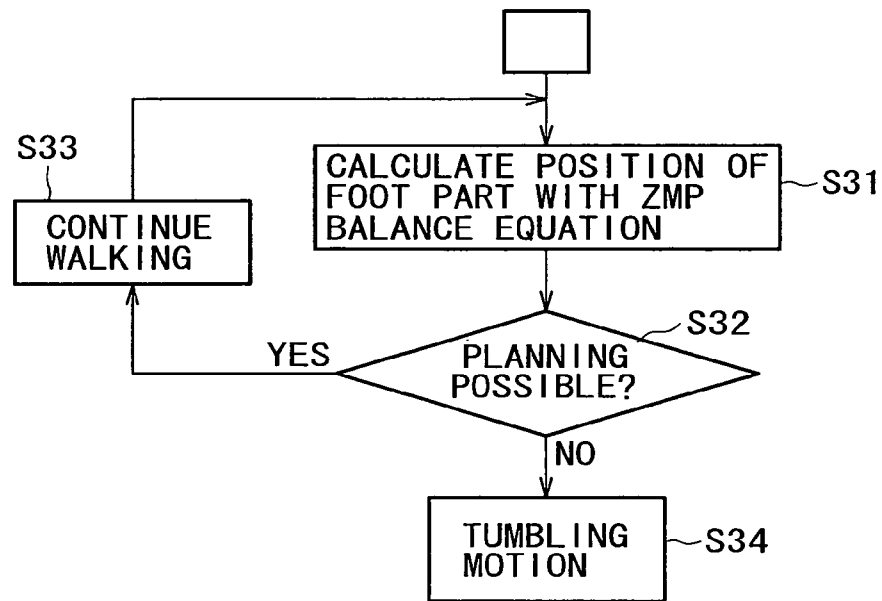 S33
CALCULATE POSITION OF
FOOT PART WITH ZMP
BALANCE EQUATION
S31
CONTINUE
WALKING
S32
YES
PLANNING
POSSIBLE?
NO
TUMBLING
MOTION
S34